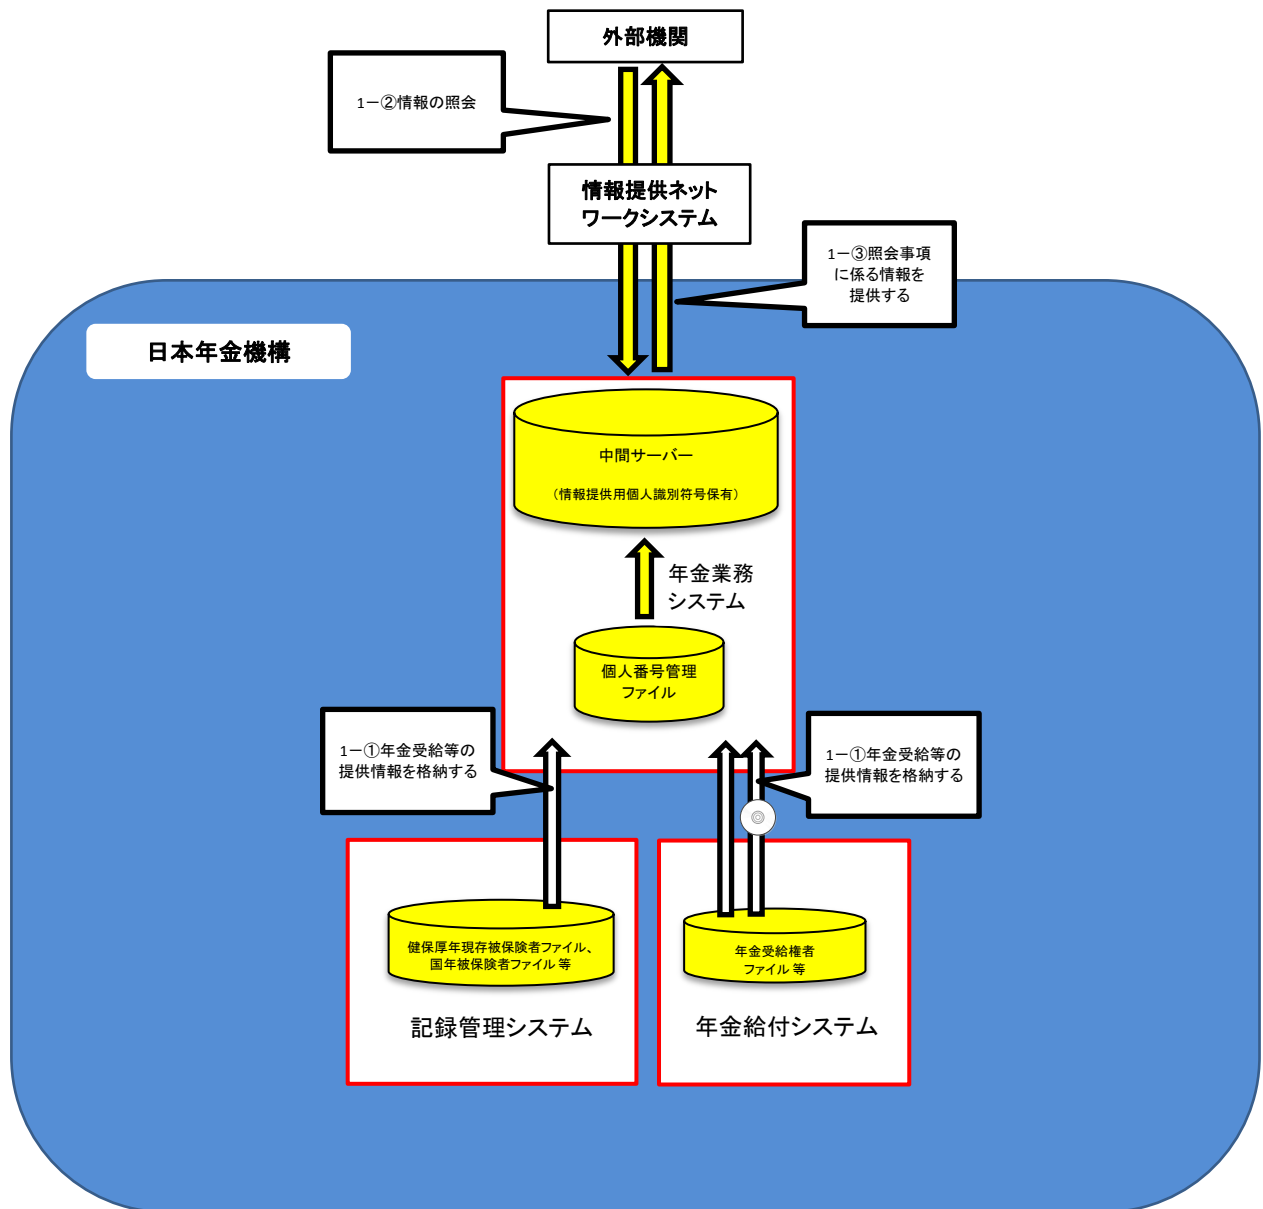 外部機関
1－②情報の照会
情報提供ネット
ワークシステム
1－③照会事項
に係る情報を
提供する
日本年金機構
中間サーバー
（情報提供用個人識別符号保有）
年金業務
システム
個人番号管理
ファイル
1－①年金受給等の
提供情報を格納する
1－①年金受給等の
提供情報を格納する
健保厚年現存被保険者ファイル、
国年被保険者ファイル 等
記録管理システム
年金受給権者
ファイル 等
年金給付システム